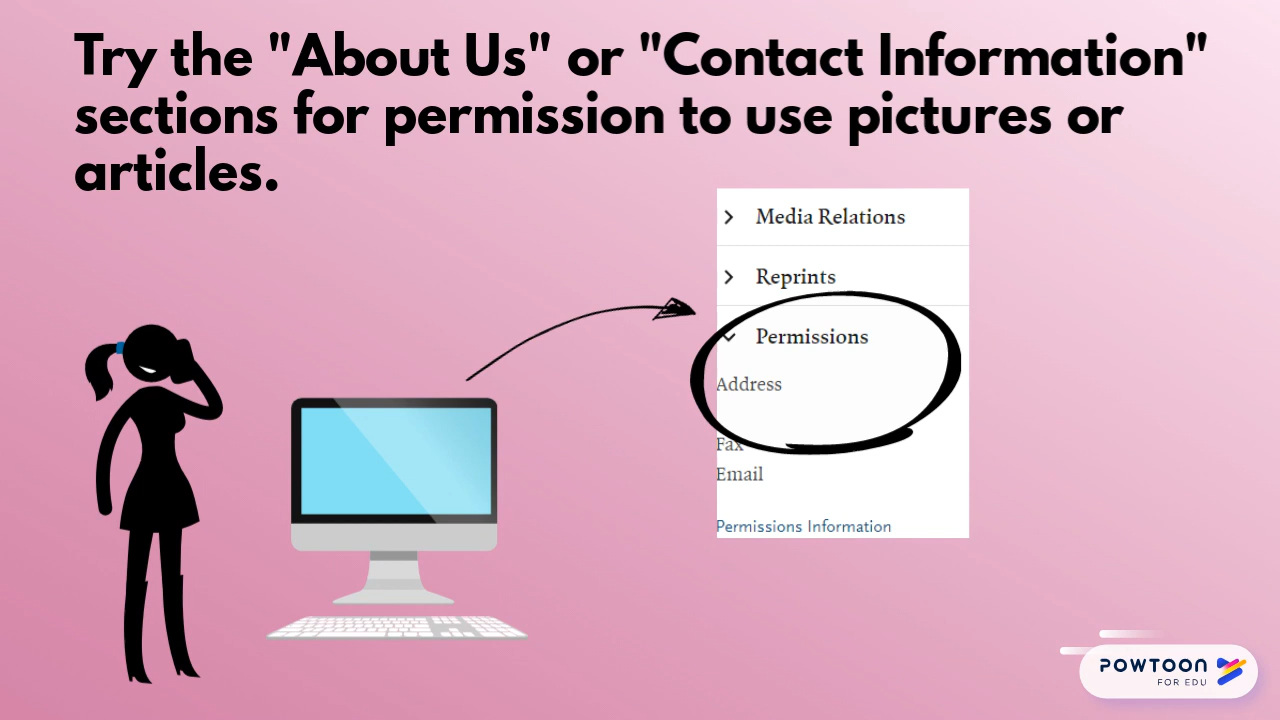 Try the "About Us" or "Contact Information"
sections for permission to use pictures or
articles.
Media Relations
Reprints
Permissions
Address
Fax
Email
Permissions Information
POWTOON
FOR EDU